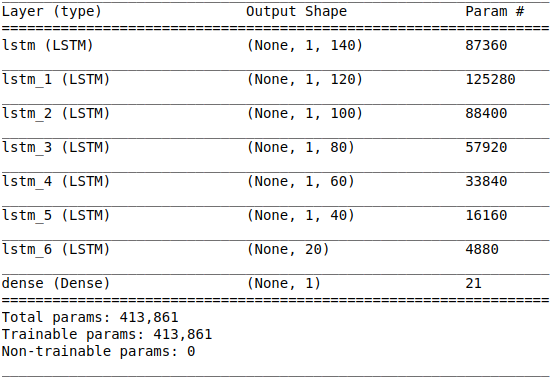 Layer (type) Output Shape Param #
=================================================================
lstm (LSTM) (None, 1, 140) 87360
lstm_1 (LSTM) (None, 1, 120) 125280
lstm_2 (LSTM) (None, 1, 100) 88400
lstm_3 (LSTM) (None, 1, 80) 57920
lstm_4 (LSTM) (None, 1, 60) 33840
lstm_5 (LSTM) (None, 1, 40) 16160
lstm_6 (LSTM) (None, 20) 4880
dense (Dense) (None, 1) 21
=================================================================
Total params: 413,861
Trainable params: 413,861
Non-trainable params: 0